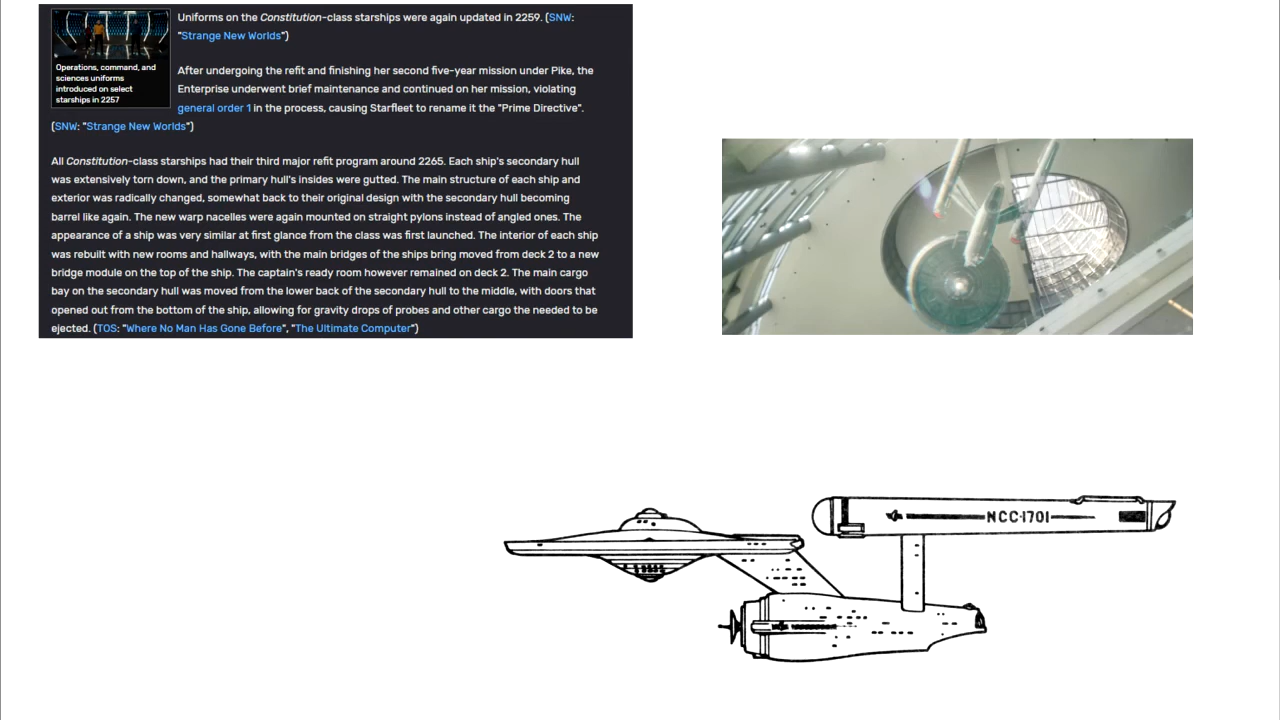 Uniforms on the Constitution-class starships were again updated in 2259. (SNW:
"Strange New Worlds")
Operations, command, and
sciences uniforms
introduced on select
starships in 2257
After undergoing the refit and finishing her second five-year mission under Pike, the
Enterprise underwent brief maintenance and continued on her mission, violating
general order 1 in the process, causing Starfleet to rename it the "Prime Directive".
(SNW: "Strange New Worlds")
All Constitution-class starships had their third major refit program around 2265. Each ship's secondary hull
was extensively torn down, and the primary hull's insides were gutted. The main structure of each ship and
exterior was radically changed, somewhat back to their original design with the secondary hull becoming
barrel like again. The new warp nacelles were again mounted on straight pylons instead of angled ones. The
appearance of a ship was very similar at first glance from the class was first launched. The interior of each ship
was rebuilt with new rooms and hallways, with the main bridges of the ships bring moved from deck 2 to a new
bridge module on the top of the ship. The captain's ready room however remained on deck 2. The main cargo
bay on the secondary hull was moved from the lower back of the secondary hull to the middle, with doors that
opened out from the bottom of the ship, allowing for gravity drops of probes and other cargo the needed to be
ejected. (TOS: "Where No Man Has Gone Before", "The Ultimate Computer")
NCC-1701